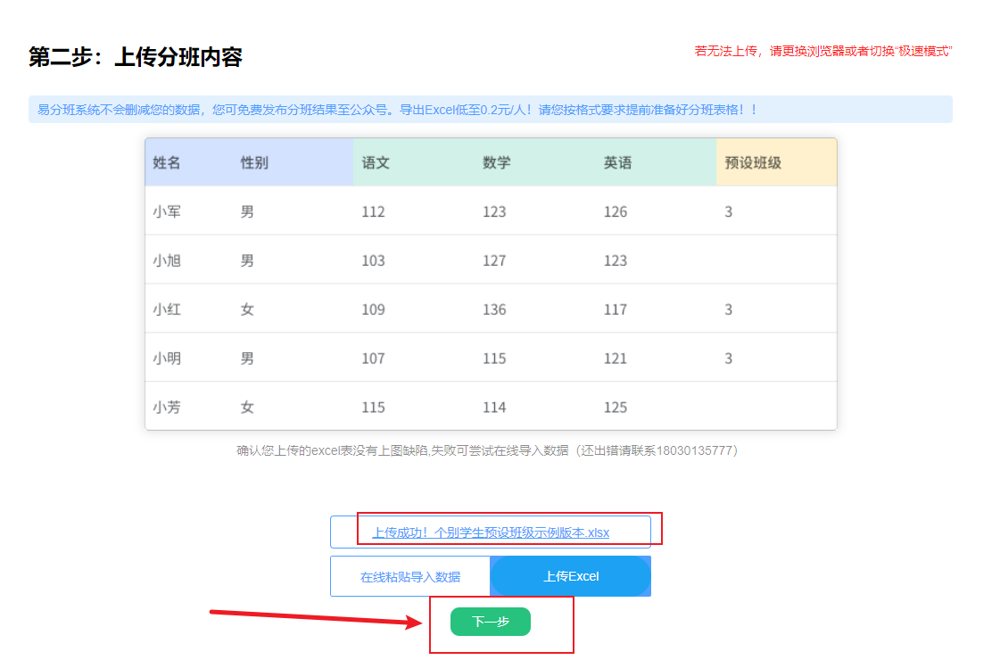 第二步：上传分班内容
若无法上传，请更换浏览器或者切换“极速模式”
易分班系统不会删减您的数据，您可免费发布分班结果至公众号。导出Excel低至0.2元/人！请您按格式要求提前准备好分班表格！！
姓名 性别 语文 数学 英语 预设班级
小军 男 112 123 126 3
小旭 男 103 127 123
小红 女 109 136 117 3
小明 男 107 115 121 3
小芳 女 115 114 125
确认您上传的excel表没有上图缺陷,失败可尝试在线导入数据（还出错请联系18030135777）
上传成功！个别学生预设班级示例版本.xlsx
在线粘贴导入数据 上传Excel
下一步